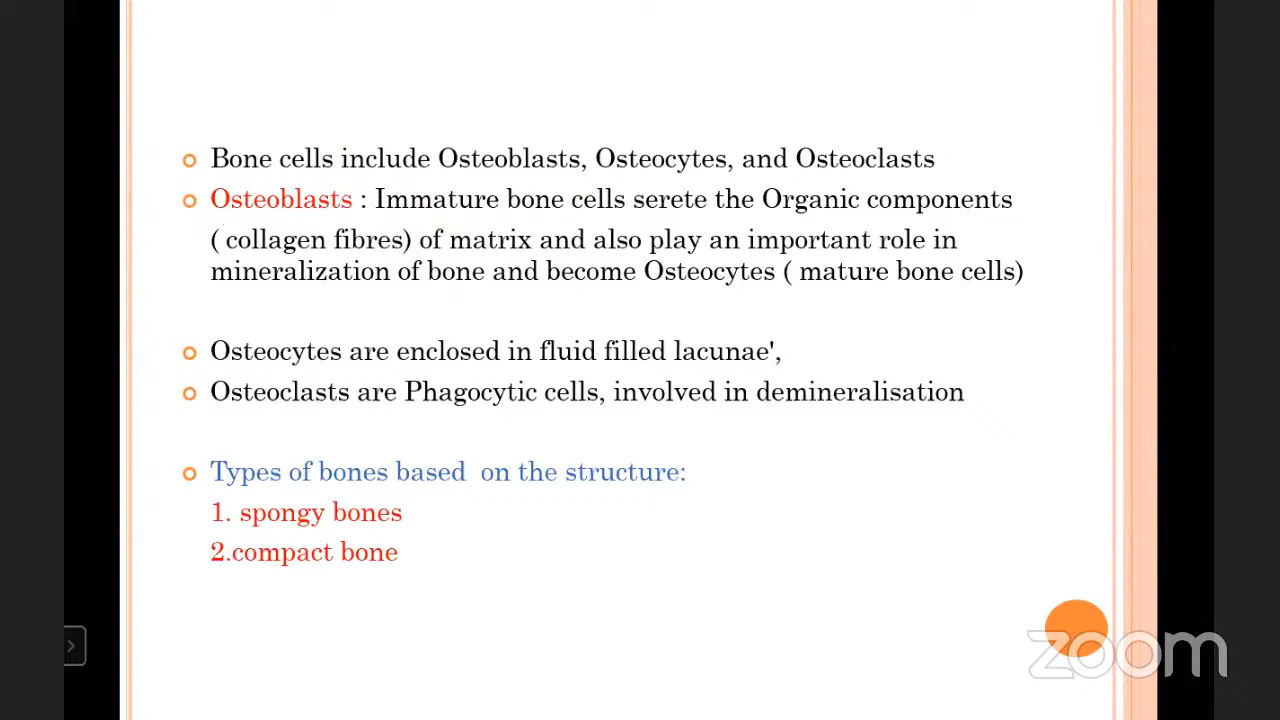 Bone cells include Osteoblasts, Osteocytes, and Osteoclasts
Osteoblasts : Immature bone cells serete the Organic components
( collagen fibres) of matrix and also play an important role in
mineralization of bone and become Osteocytes ( mature bone cells)
Osteocytes are enclosed in fluid filled lacunae',
Osteoclasts are Phagocytic cells, involved in demineralisation
Types of bones based  on the structure:
1. spongy bones
2.compact bone
zoom